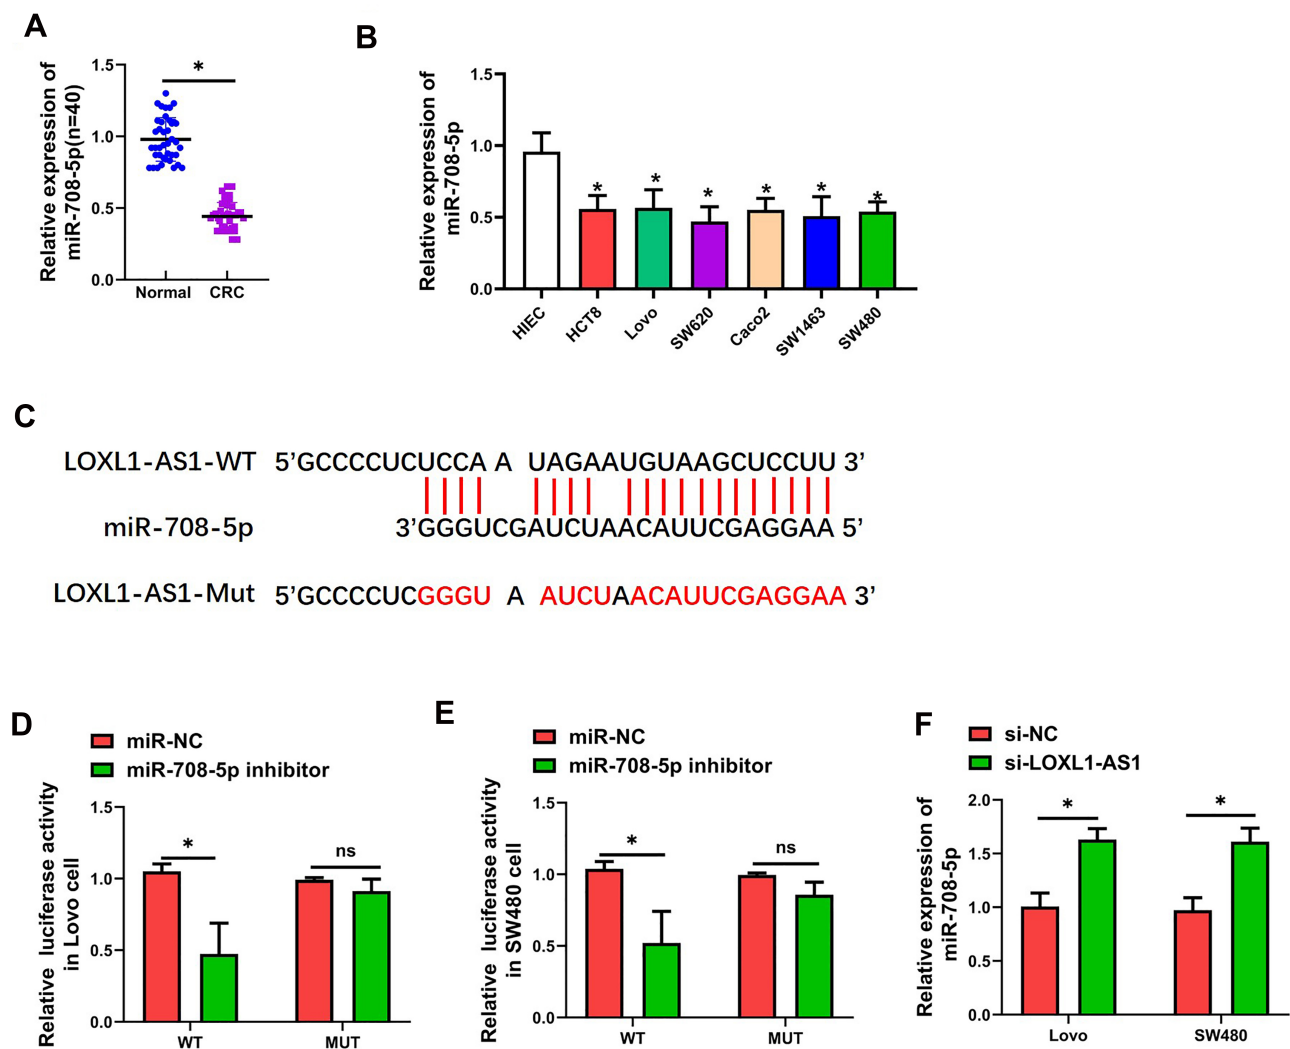 A
Relative expression of
miR-708-5p(n=40)
1.5
1.0
0.5
0.0
*
Normal CRC
B
Relative expression of
miR-708-5p
1.5
1.0
0.5
0.0
* * * * * *
HIEC HCT8 Lovo SW620 Caco2 SW1463 SW480
C
LOXL1-AS1-WT 5’GCCCCUCUCCA A UAGAAUGUAAGCUCCUU 3’
miR-708-5p 3’GGGUCGAUCUAACAUUCGAGGAA 5’
LOXL1-AS1-Mut 5’GCCCCUCGGGU A AUCUAACAUUCGAGGAA 3’
D
miR-NC
miR-708-5p inhibitor
Relative luciferase activity
in Lovo cell
1.5
1.0
0.5
0.0
* ns
WT MUT
E
miR-NC
miR-708-5p inhibitor
Relative luciferase activity
in SW480 cell
1.5
1.0
0.5
0.0
* ns
WT MUT
F
si-NC
si-LOXL1-AS1
Relative expression of
miR-708-5p
2.0
1.5
1.0
0.5
0.0
* *
Lovo SW480